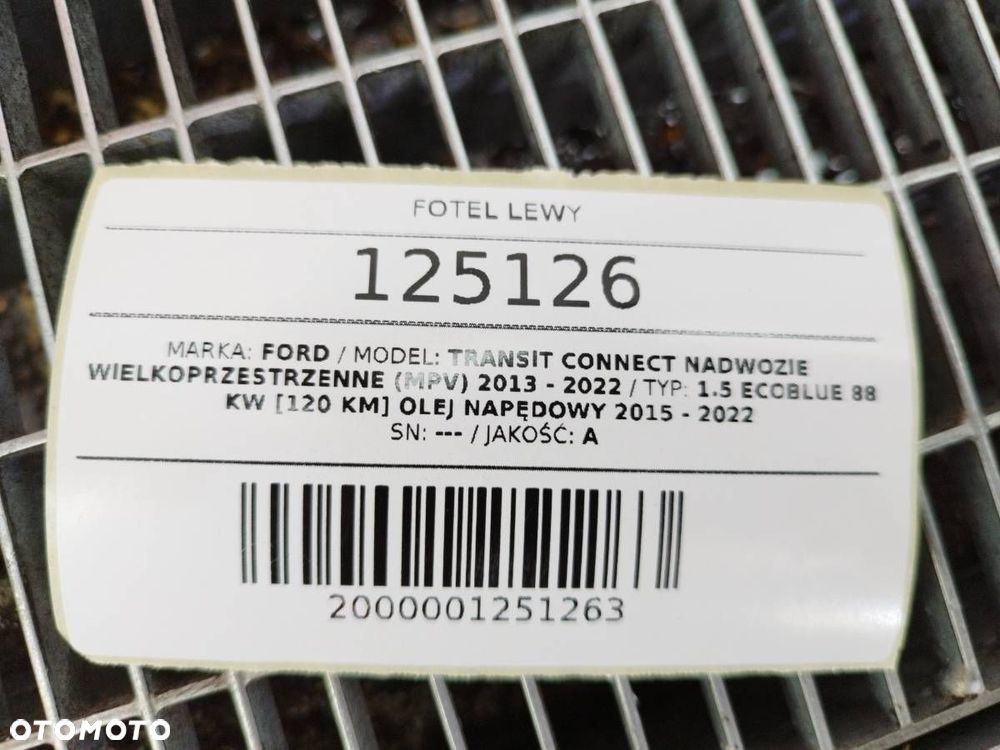 FOTEL LEWY
125126
MARKA: FORD / MODEL: TRANSIT CONNECT NADWOZIE
WIELKOPRZESTRZENNE (MPV) 2013 - 2022 / TYP: 1.5 ECOBLUE 88
KW [120 KM] OLEJ NAPĘDOWY 2015 - 2022
SN: --- / JAKOŚĆ: A
2000001251263
OTOMOTO